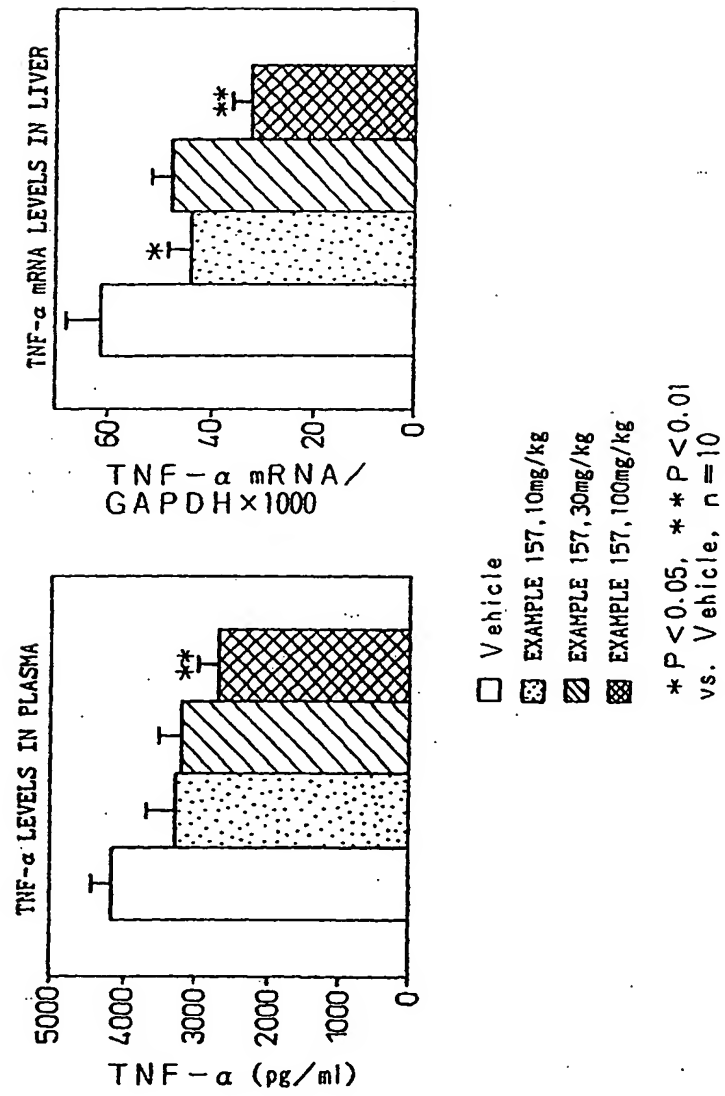 TNF-α LEVELS IN PLASMA
TNF-α (pg/ml)
5000
4000
3000
2000
1000
0
**
TNF-α mRNA LEVELS IN LIVER
TNF-α mRNA/
GAPDH×1000
60
40
20
0
*
**
Vehicle
EXAMPLE 157, 10mg/kg
EXAMPLE 157, 30mg/kg
EXAMPLE 157, 100mg/kg
*P<0.05, **P<0.01
vs. Vehicle, n=10